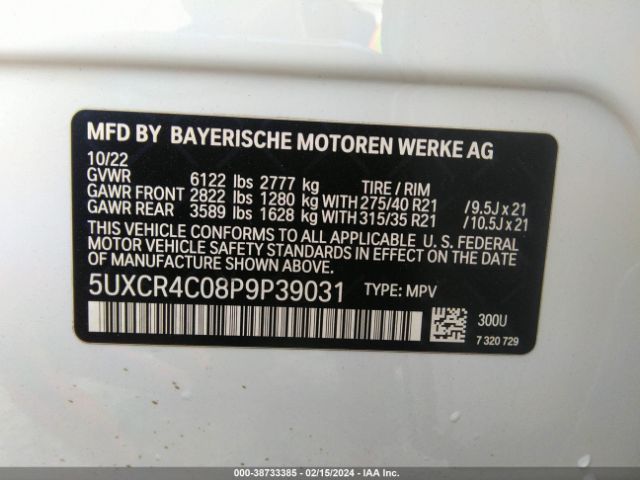 MFD BY BAYERISCHE MOTOREN WERKE AG
10/22
GVWR 6122 lbs 2777 kg TIRE / RIM
GAWR FRONT 2822 lbs 1280 kg WITH 275/40 R21 / 9.5J x 21
GAWR REAR 3589 lbs 1628 kg WITH 315/35 R21 / 10.5J x 21
THIS VEHICLE CONFORMS TO ALL APPLICABLE U. S. FEDERAL
MOTOR VEHICLE SAFETY STANDARDS IN EFFECT ON THE
DATE OF MANUFACTURE SHOWN ABOVE.
5UXCR4C08P9P39031 TYPE: MPV
300U
7 320 729
000-38733385 - 02/15/2024 - IAA Inc.